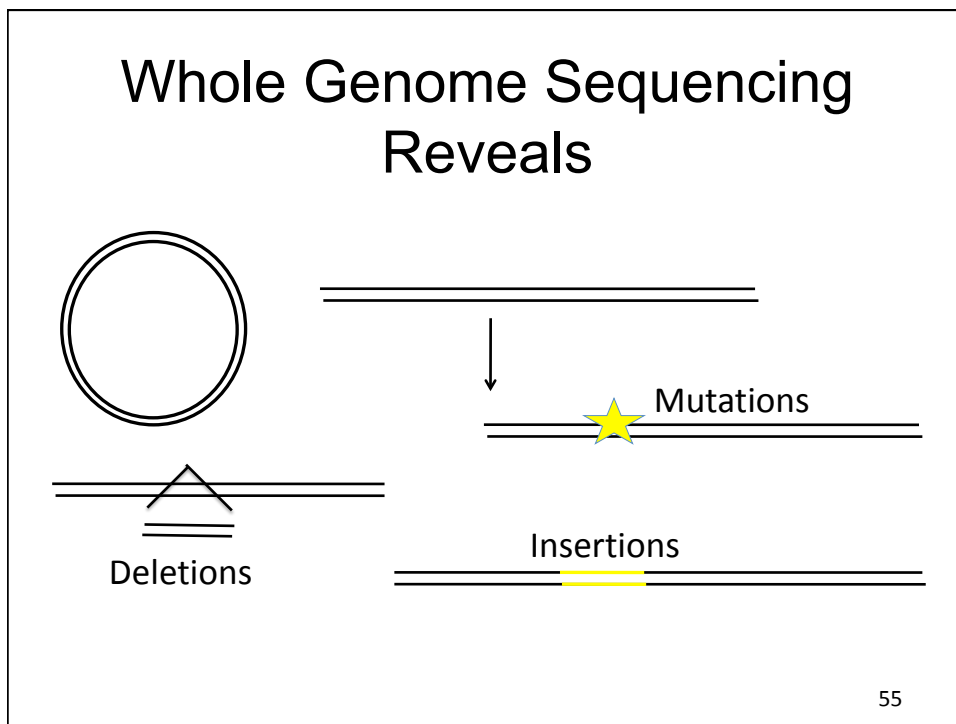 Whole Genome Sequencing
Reveals
Mutations
Insertions
Deletions
55